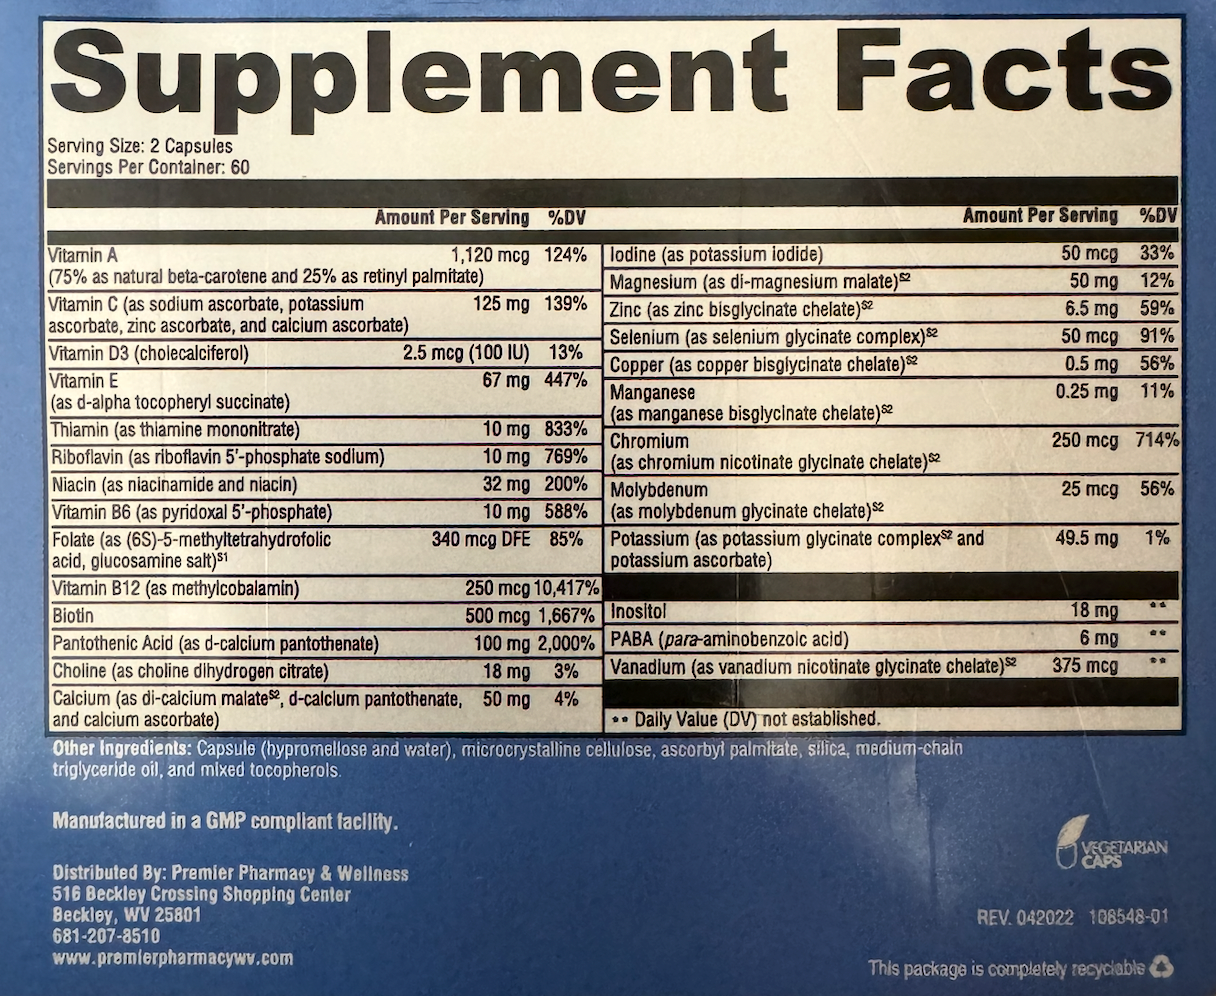 Supplement Facts
Serving Size: 2 Capsules
Servings Per Container: 60
Amount Per Serving %DV
Vitamin A 1,120 mcg 124%
(75% as natural beta-carotene and 25% as retinyl palmitate)
Vitamin C (as sodium ascorbate, potassium 125 mg 139%
ascorbate, zinc ascorbate, and calcium ascorbate)
Vitamin D3 (cholecalciferol) 2.5 mcg (100 IU) 13%
Vitamin E 67 mg 447%
(as d-alpha tocopheryl succinate)
Thiamin (as thiamine mononitrate) 10 mg 833%
Riboflavin (as riboflavin 5'-phosphate sodium) 10 mg 769%
Niacin (as niacinamide and niacin) 32 mg 200%
Vitamin B6 (as pyridoxal 5'-phosphate) 10 mg 588%
Folate (as (6S)-5-methyltetrahydrofolic 340 mcg DFE 85%
acid, glucosamine salt)S1
Vitamin B12 (as methylcobalamin) 250 mcg 10,417%
Biotin 500 mcg 1,667%
Pantothenic Acid (as d-calcium pantothenate) 100 mg 2,000%
Choline (as choline dihydrogen citrate) 18 mg 3%
Calcium (as di-calcium malateS2, d-calcium pantothenate, 50 mg 4%
and calcium ascorbate)
Amount Per Serving %DV
Iodine (as potassium iodide) 50 mcg 33%
Magnesium (as di-magnesium malate)S2 50 mg 12%
Zinc (as zinc bisglycinate chelate)S2 6.5 mg 59%
Selenium (as selenium glycinate complex)S2 50 mcg 91%
Copper (as copper bisglycinate chelate)S2 0.5 mg 56%
Manganese 0.25 mg 11%
(as manganese bisglycinate chelate)S2
Chromium 250 mcg 714%
(as chromium nicotinate glycinate chelate)S2
Molybdenum 25 mcg 56%
(as molybdenum glycinate chelate)S2
Potassium (as potassium glycinate complexS2 and 49.5 mg 1%
potassium ascorbate)
Inositol 18 mg **
PABA (para-aminobenzoic acid) 6 mg **
Vanadium (as vanadium nicotinate glycinate chelate)S2 375 mcg **
** Daily Value (DV) not established.
Other Ingredients: Capsule (hypromellose and water), microcrystalline cellulose, ascorbyl palmitate, silica, medium-chain
triglyceride oil, and mixed tocopherols.
Manufactured in a GMP compliant facility.
Distributed By: Premier Pharmacy & Wellness
516 Beckley Crossing Shopping Center
Beckley, WV 25801
681-207-8510
www.premierpharmacywv.com
VEGETARIAN
CAPS
REV. 042022 108548-01
This package is completely recyclable